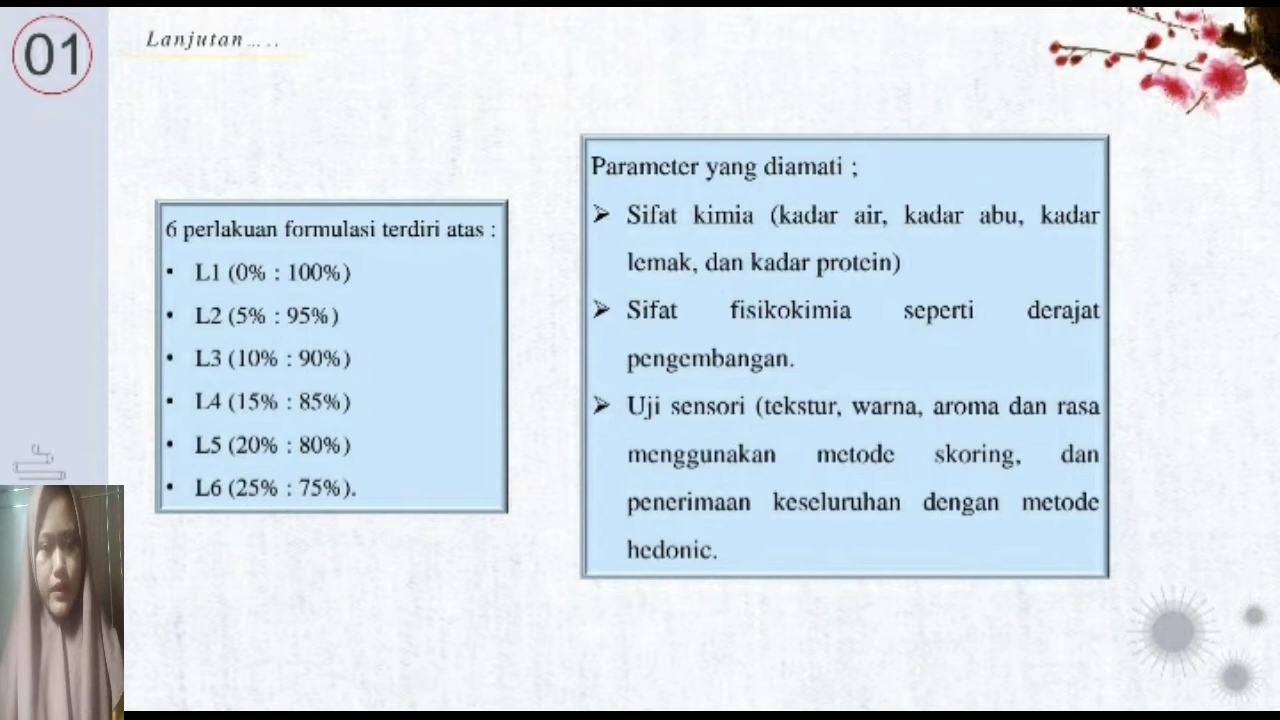 01
Lanjutan.....
6 perlakuan formulasi terdiri atas :
• L1 (0% : 100%)
• L2 (5% : 95%)
• L3 (10% : 90%)
• L4 (15% : 85%)
• L5 (20% : 80%)
• L6 (25% : 75%).
Parameter yang diamati ;
➢ Sifat kimia (kadar air, kadar abu, kadar
lemak, dan kadar protein)
➢ Sifat fisikokimia seperti derajat
pengembangan.
➢ Uji sensori (tekstur, warna, aroma dan rasa
menggunakan metode skoring, dan
penerimaan keseluruhan dengan metode
hedonic.